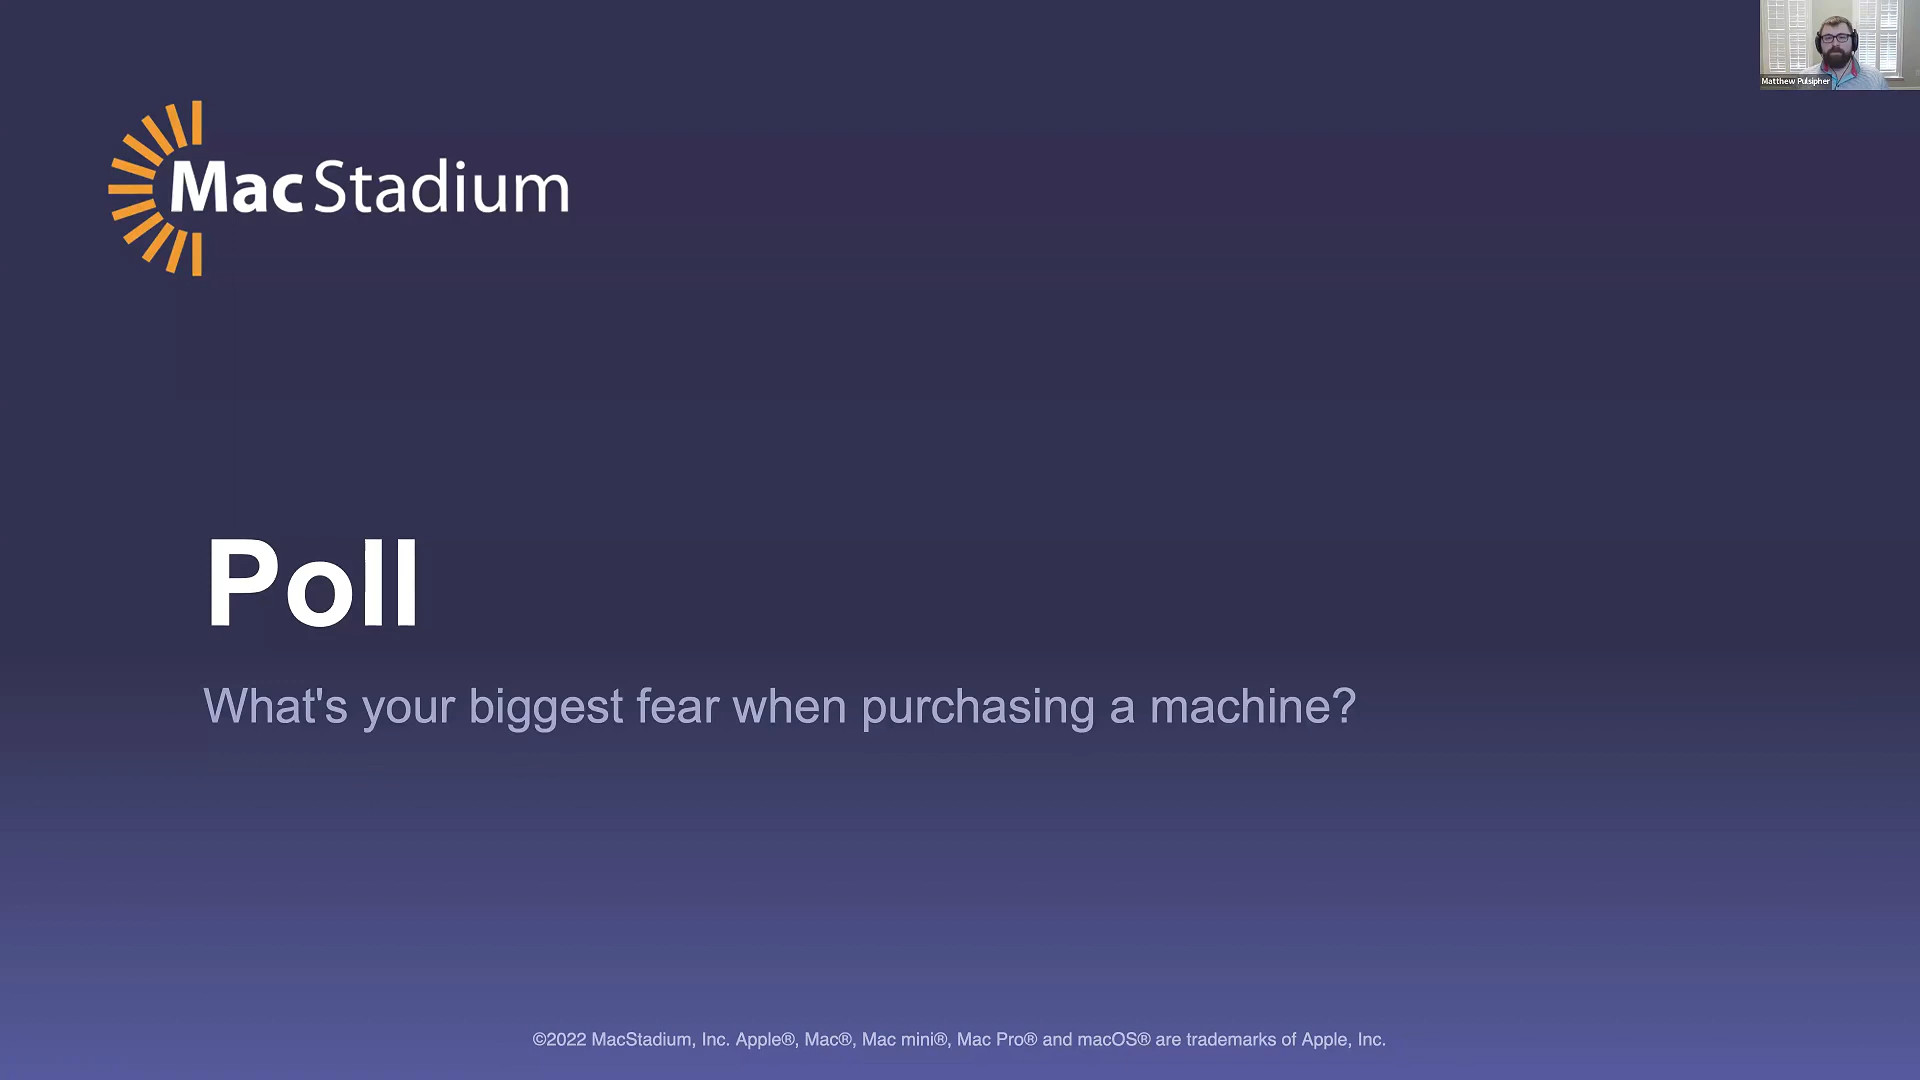 Matthew Pulsipher
MacStadium
Poll
What's your biggest fear when purchasing a machine?
©2022 MacStadium, Inc. Apple®, Mac®, Mac mini®, Mac Pro® and macOS® are trademarks of Apple, Inc.